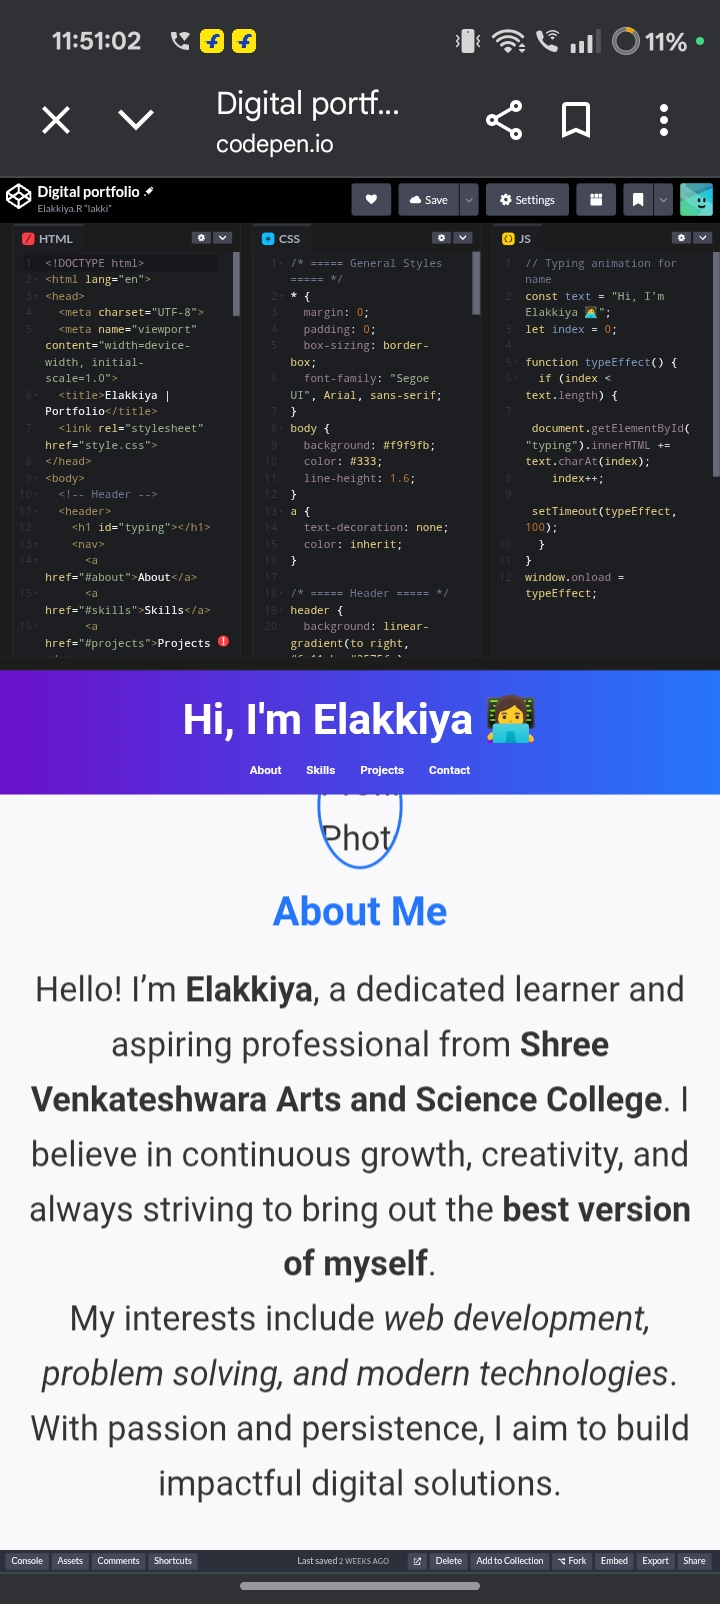 11:51:02
11%
Digital portf...
codepen.io
Digital portfolio
Elakkiya.R "lakki"
Save
Settings
HTML
1 <!DOCTYPE html>
2 <html lang="en">
3 <head>
4 <meta charset="UTF-8">
5 <meta name="viewport"
content="width=device-
width, initial-
scale=1.0">
6 <title>Elakkiya |
Portfolio</title>
7 <link rel="stylesheet"
href="style.css">
8 </head>
9 <body>
10 <!-- Header -->
11 <header>
12 <h1 id="typing"></h1>
13 <nav>
14 <a
href="#about">About</a>
15 <a
href="#skills">Skills</a>
16 <a
href="#projects">Projects
CSS
1 /* ===== General Styles
===== */
2 * {
3 margin: 0;
4 padding: 0;
5 box-sizing: border-
box;
6 font-family: "Segoe
UI", Arial, sans-serif;
7 }
8 body {
9 background: #f9f9fb;
10 color: #333;
11 line-height: 1.6;
12 }
13 a {
14 text-decoration: none;
15 color: inherit;
16 }
17
18 /* ===== Header ===== */
19 header {
20 background: linear-
gradient(to right,
JS
1 // Typing animation for
name
2 const text = "Hi, I'm
Elakkiya 👩‍💻";
3 let index = 0;
4
5 function typeEffect() {
6 if (index <
text.length) {
7
document.getElementById(
"typing").innerHTML +=
text.charAt(index);
8 index++;
9
setTimeout(typeEffect,
100);
10 }
11 }
12 window.onload =
typeEffect;
Hi, I'm Elakkiya 👩‍💻
About Skills Projects Contact
Phot
About Me
Hello! I’m Elakkiya, a dedicated learner and
aspiring professional from Shree
Venkateshwara Arts and Science College. I
believe in continuous growth, creativity, and
always striving to bring out the best version
of myself.
My interests include web development,
problem solving, and modern technologies.
With passion and persistence, I aim to build
impactful digital solutions.
Console Assets Comments Shortcuts Last saved 2 WEEKS AGO Delete Add to Collection Fork Embed Export Share